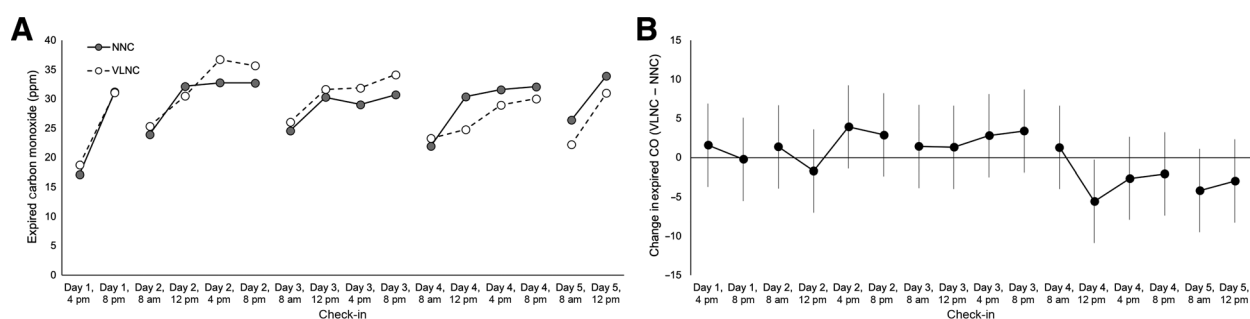 A
Expired carbon monoxide (ppm)
40
35
30
25
20
15
10
5
0
NNC
VLNC
Day 1, Day 1, Day 2, Day 2, Day 2, Day 2, Day 3, Day 3, Day 3, Day 3, Day 4, Day 4, Day 4, Day 4, Day 5, Day 5,
4 pm 8 pm 8 am 12 pm 4 pm 8 pm 8 am 12 pm 4 pm 8 pm 8 am 12 pm 4 pm 8 pm 8 am 12 pm
Check-in
B
Change in expired CO (VLNC – NNC)
15
10
5
0
−5
−10
−15
Day 1, Day 1, Day 2, Day 2, Day 2, Day 2, Day 3, Day 3, Day 3, Day 3, Day 4, Day 4, Day 4, Day 4, Day 5, Day 5,
4 pm 8 pm 8 am 12 pm 4 pm 8 pm 8 am 12 pm 4 pm 8 pm 8 am 12 pm 4 pm 8 pm 8 am 12 pm
Check-in